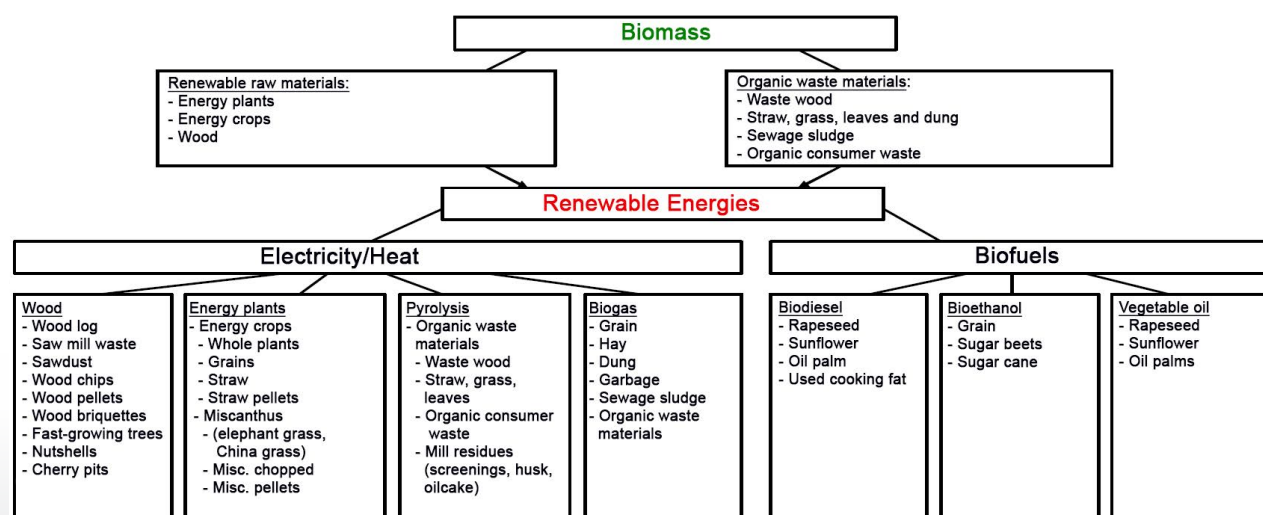 Biomass
Renewable raw materials:
- Energy plants
- Energy crops
- Wood
Organic waste materials:
- Waste wood
- Straw, grass, leaves and dung
- Sewage sludge
- Organic consumer waste
Renewable Energies
Electricity/Heat
Biofuels
Wood
- Wood log
- Saw mill waste
- Sawdust
- Wood chips
- Wood pellets
- Wood briquettes
- Fast-growing trees
- Nutshells
- Cherry pits
Energy plants
- Energy crops
- Whole plants
- Grains
- Straw
- Straw pellets
- Miscanthus
- (elephant grass,
China grass)
- Misc. chopped
- Misc. pellets
Pyrolysis
- Organic waste
materials
- Waste wood
- Straw, grass,
leaves
- Organic consumer
waste
- Mill residues
(screenings, husk,
oilcake)
Biogas
- Grain
- Hay
- Dung
- Garbage
- Sewage sludge
- Organic waste
materials
Biodiesel
- Rapeseed
- Sunflower
- Oil palm
- Used cooking fat
Bioethanol
- Grain
- Sugar beets
- Sugar cane
Vegetable oil
- Rapeseed
- Sunflower
- Oil palms